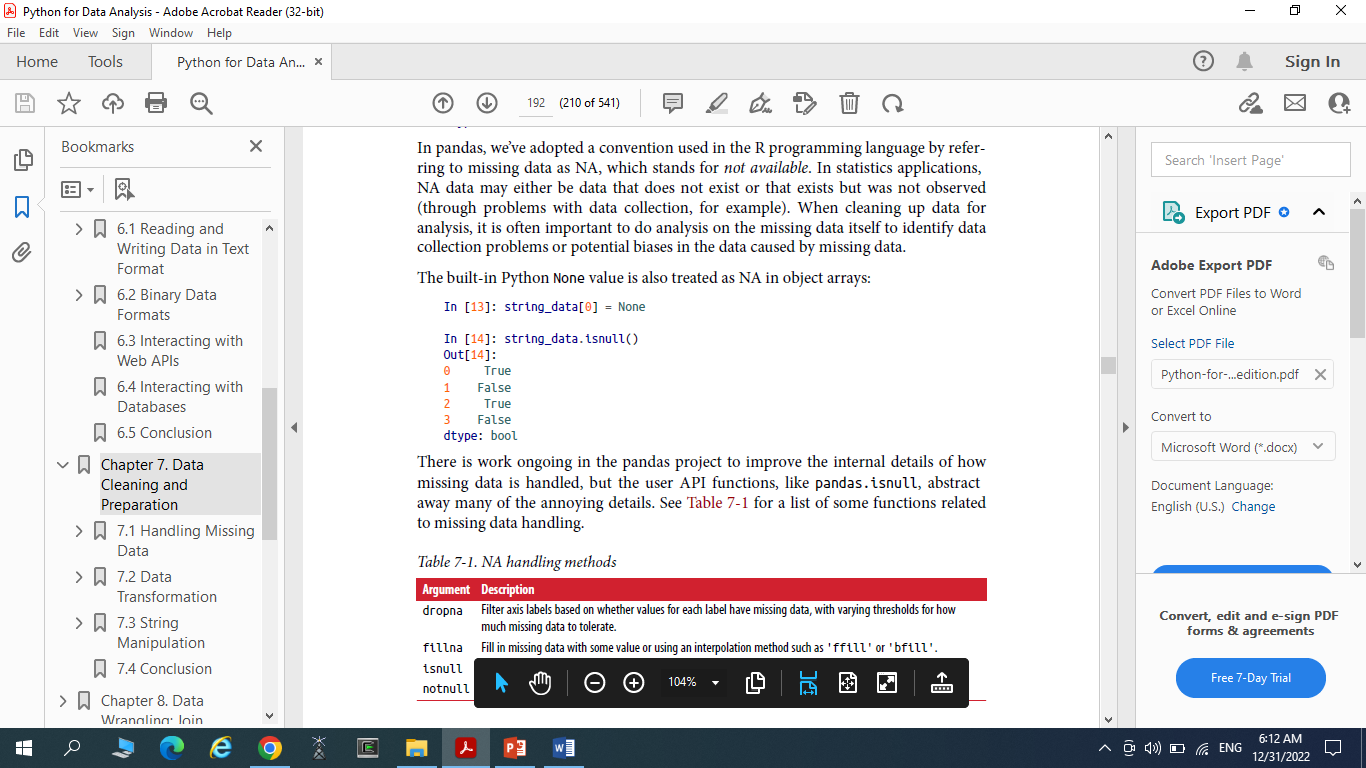 Python for Data Analysis - Adobe Acrobat Reader (32-bit)
File Edit View Sign Window Help
Home Tools Python for Data An... Sign In
192 (210 of 541)
Bookmarks
6.1 Reading and
Writing Data in Text
Format
6.2 Binary Data
Formats
6.3 Interacting with
Web APIs
6.4 Interacting with
Databases
6.5 Conclusion
Chapter 7. Data
Cleaning and
Preparation
7.1 Handling Missing
Data
7.2 Data
Transformation
7.3 String
Manipulation
7.4 Conclusion
Chapter 8. Data
Wrangling: Join,
In pandas, we've adopted a convention used in the R programming language by refer-
ring to missing data as NA, which stands for not available. In statistics applications,
NA data may either be data that does not exist or that exists but was not observed
(through problems with data collection, for example). When cleaning up data for
analysis, it is often important to do analysis on the missing data itself to identify data
collection problems or potential biases in the data caused by missing data.
The built-in Python None value is also treated as NA in object arrays:
In [13]: string_data[0] = None
In [14]: string_data.isnull()
Out[14]:
0 True
1 False
2 True
3 False
dtype: bool
There is work ongoing in the pandas project to improve the internal details of how
missing data is handled, but the user API functions, like pandas.isnull, abstract
away many of the annoying details. See Table 7-1 for a list of some functions related
to missing data handling.
Table 7-1. NA handling methods
Argument Description
dropna Filter axis labels based on whether values for each label have missing data, with varying thresholds for how
much missing data to tolerate.
fillna Fill in missing data with some value or using an interpolation method such as 'ffill' or 'bfill'.
isnull
notnull
104%
Search 'Insert Page'
Export PDF
Adobe Export PDF
Convert PDF Files to Word
or Excel Online
Select PDF File
Python-for-...edition.pdf
Convert to
Microsoft Word (*.docx)
Document Language:
English (U.S.) Change
Convert, edit and e-sign PDF
forms & agreements
Free 7-Day Trial
ENG
6:12 AM
12/31/2022